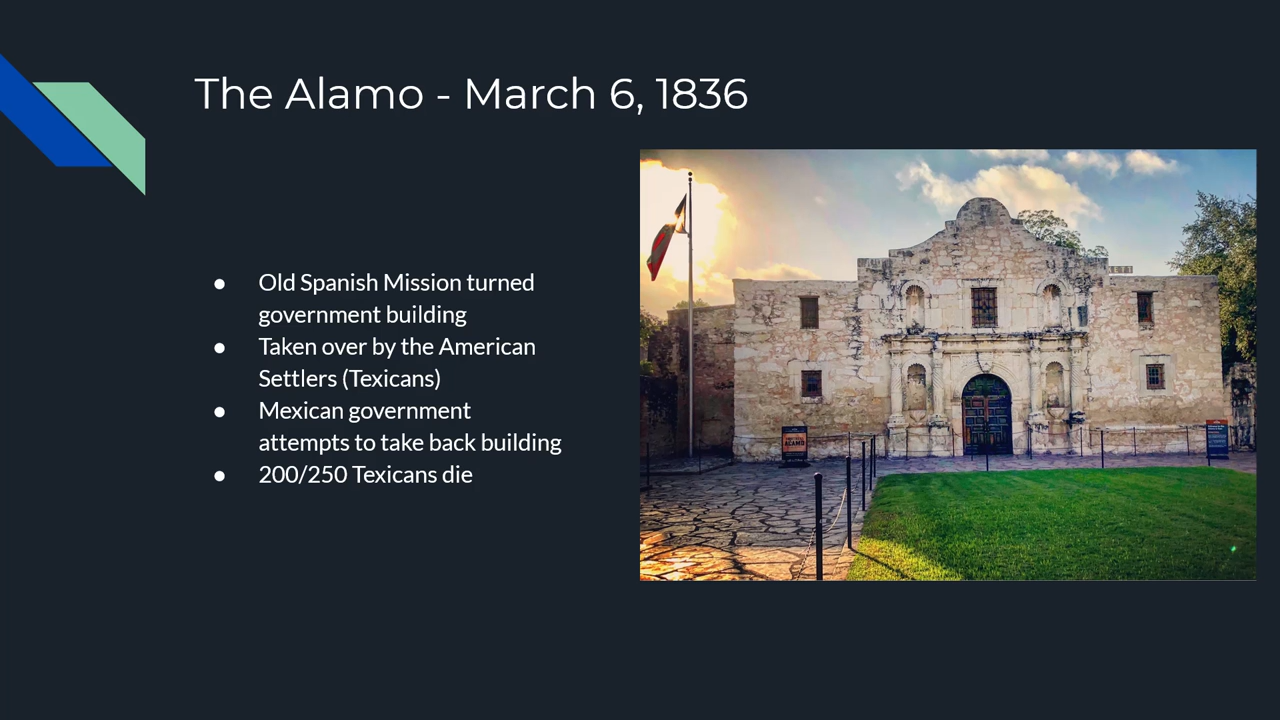 The Alamo - March 6, 1836
● Old Spanish Mission turned
government building
● Taken over by the American
Settlers (Texicans)
● Mexican government
attempts to take back building
● 200/250 Texicans die
ALAMO